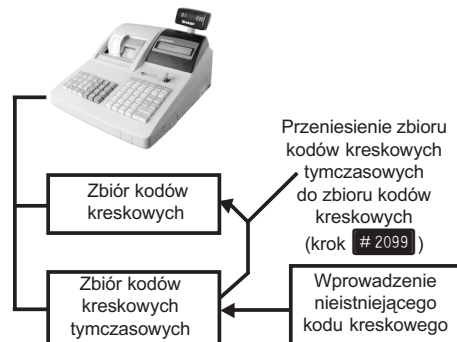 Przeniesienie zbioru
kodów kreskowych
tymczasowych
do zbioru kodów
kreskowych
(krok #2099)
Zbiór kodów
kreskowych
Zbiór kodów
kreskowych
tymczasowych
Wprowadzenie
nieistniejącego
kodu kreskowego